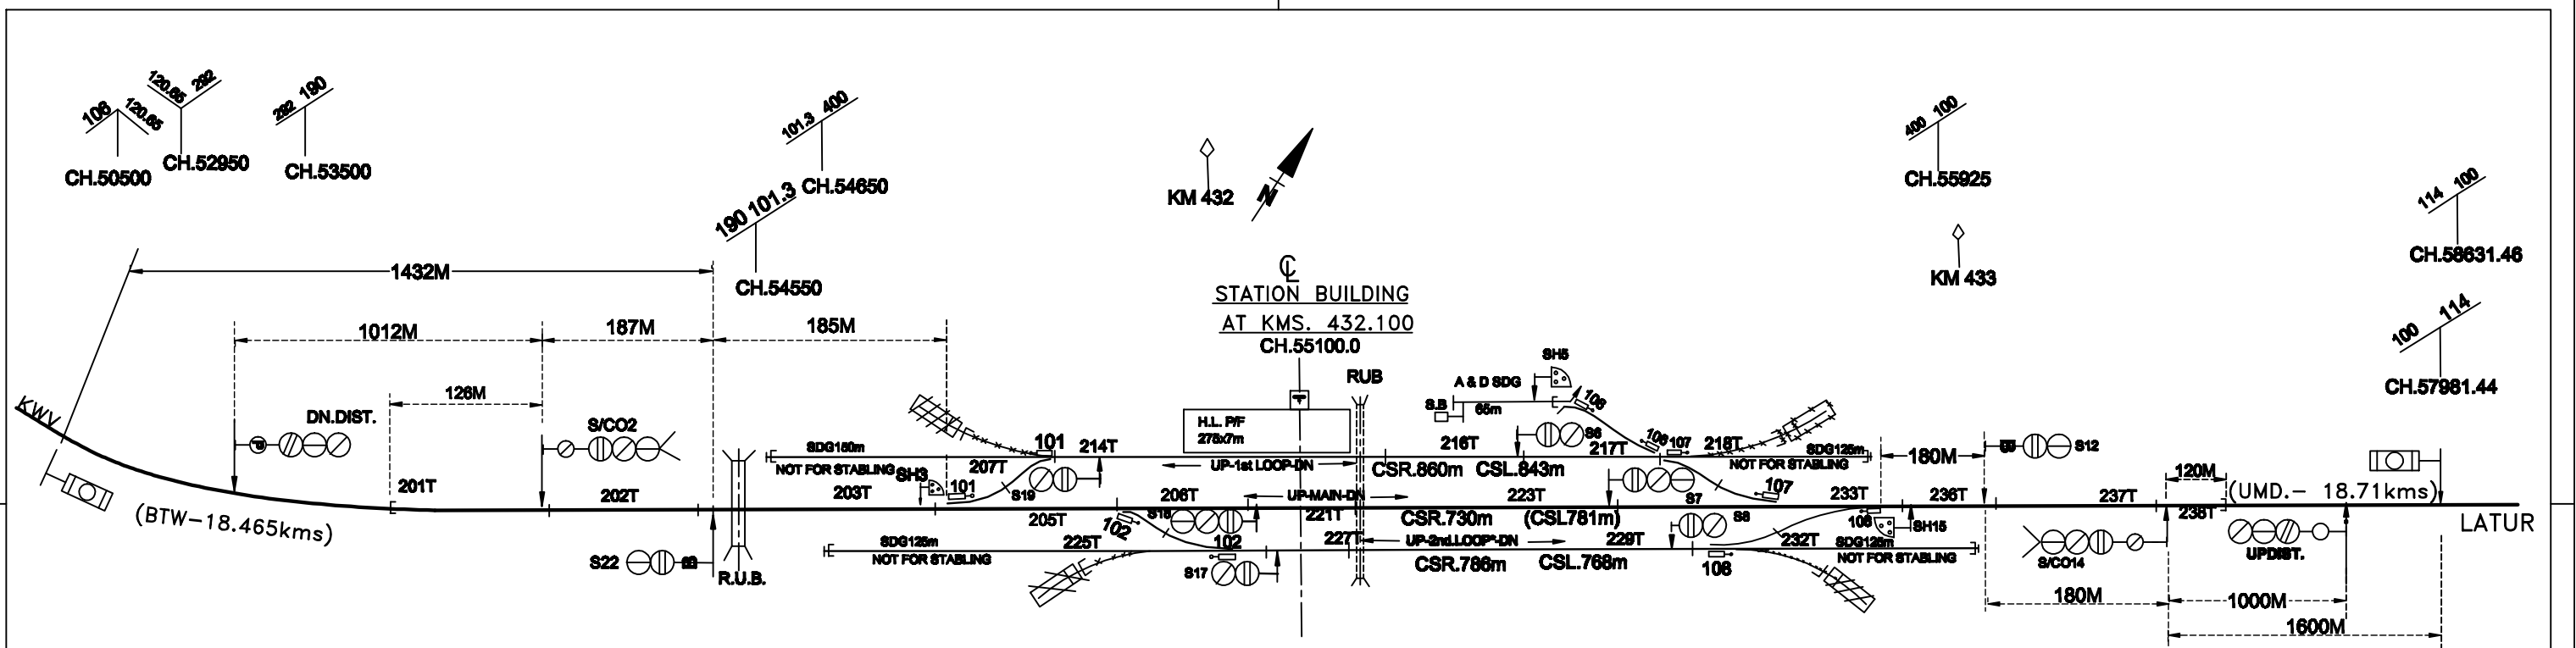 106 120.65
CH.50500
120.65 292
CH.52950
292 190
CH.53500
101.3 400
CH.54650
190 101.3
CH.54550
KM 432
N
400 100
CH.55925
KM 433
114 100
CH.58631.46
100 114
CH.57981.44
1432M
1012M
187M
185M
126M
CL
STATION BUILDING
AT KMS. 432.100
CH.55100.0
RUB
H.L. P/F
275x7m
KWV
(BTW-18.465kms)
DN.DIST.
P
S/CO2
201T
202T
203T
S22
R.U.B.
SDG150m
NOT FOR STABLING
SH3
207T
101
101
214T
S19
205T
206T
102
S18
102
225T
S17
SDG125m
NOT FOR STABLING
UP-1st LOOP-DN
UP-MAIN-DN
221T
227T
UP-2nd.LOOP*-DN
CSR.860m CSL.843m
CSR.730m (CSL781m)
CSR.786m CSL.768m
S.B
A & D SDG
65m
SH5
106
106
107
216T
S6
217T
218T
SDG125m
NOT FOR STABLING
S7
107
223T
S8
229T
108
232T
233T
SH15
SDG125m
NOT FOR STABLING
180M
236T
S12
237T
120M
238T
(UMD.- 18.71kms)
LATUR
S/CO14
UPDIST.
180M
1000M
1600M